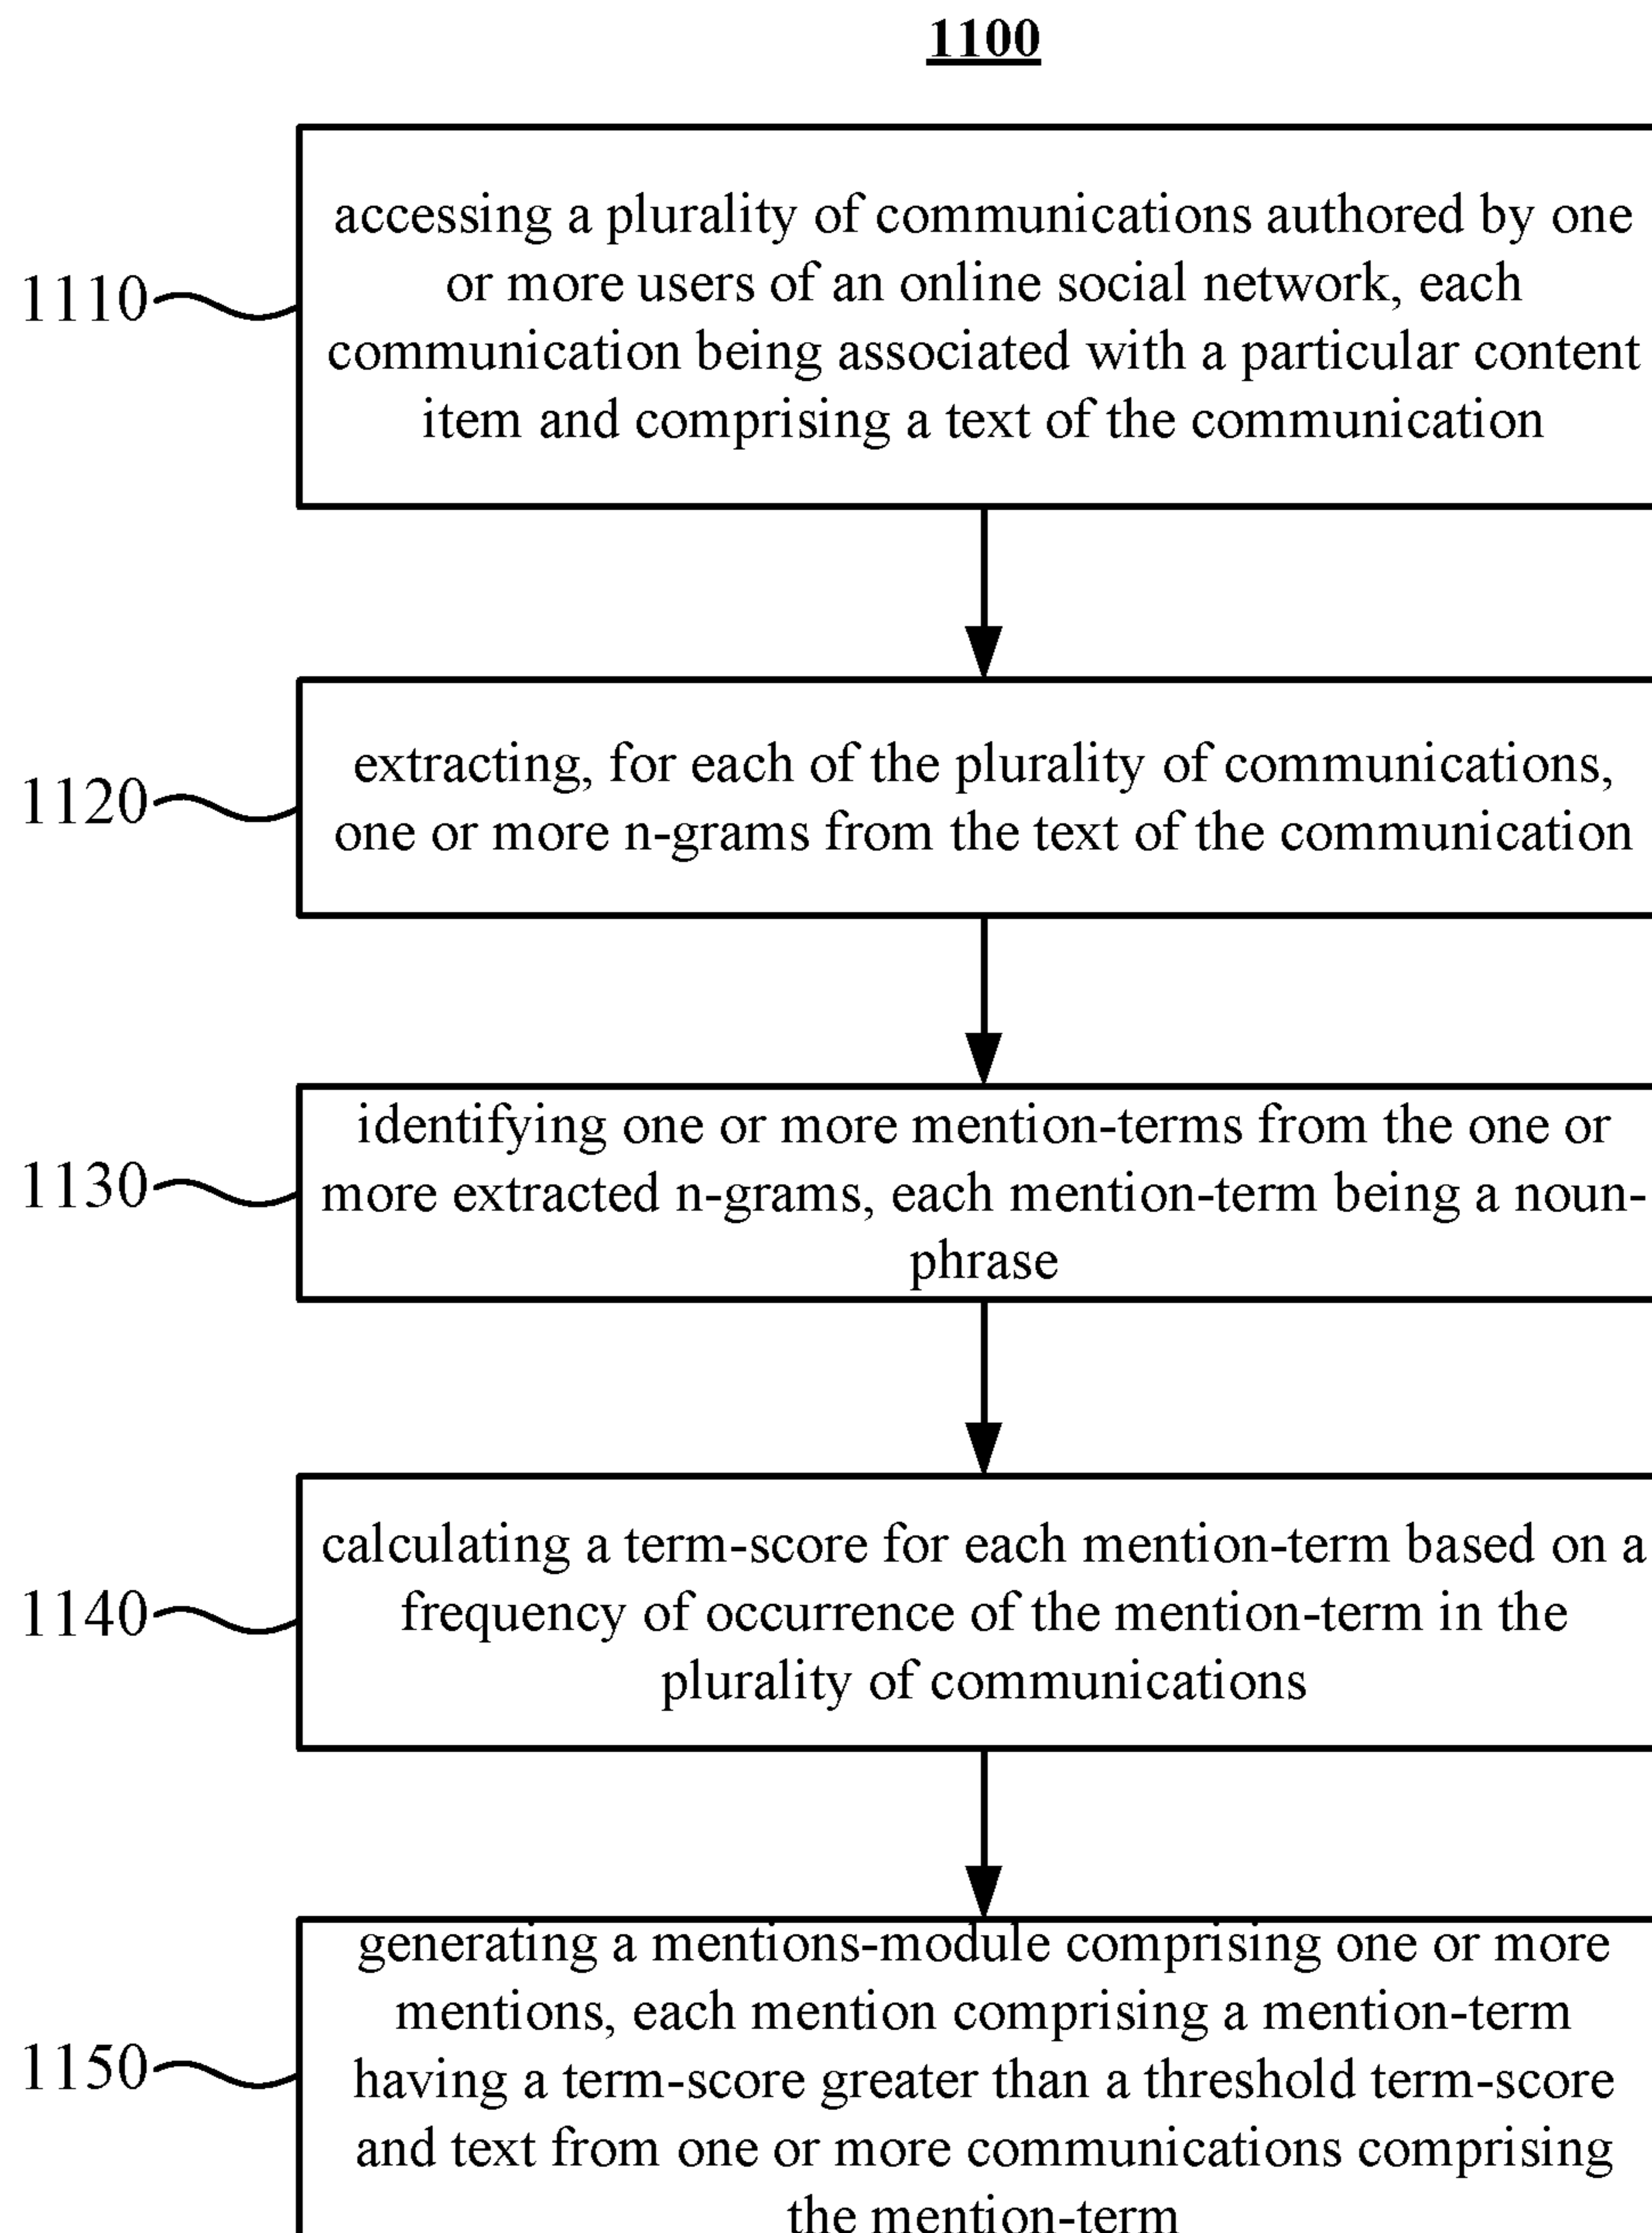 1100
1110
accessing a plurality of communications authored by one
or more users of an online social network, each
communication being associated with a particular content
item and comprising a text of the communication
1120
extracting, for each of the plurality of communications,
one or more n-grams from the text of the communication
1130
identifying one or more mention-terms from the one or
more extracted n-grams, each mention-term being a noun-
phrase
1140
calculating a term-score for each mention-term based on a
frequency of occurrence of the mention-term in the
plurality of communications
1150
generating a mentions-module comprising one or more
mentions, each mention comprising a mention-term
having a term-score greater than a threshold term-score
and text from one or more communications comprising
the mention-term